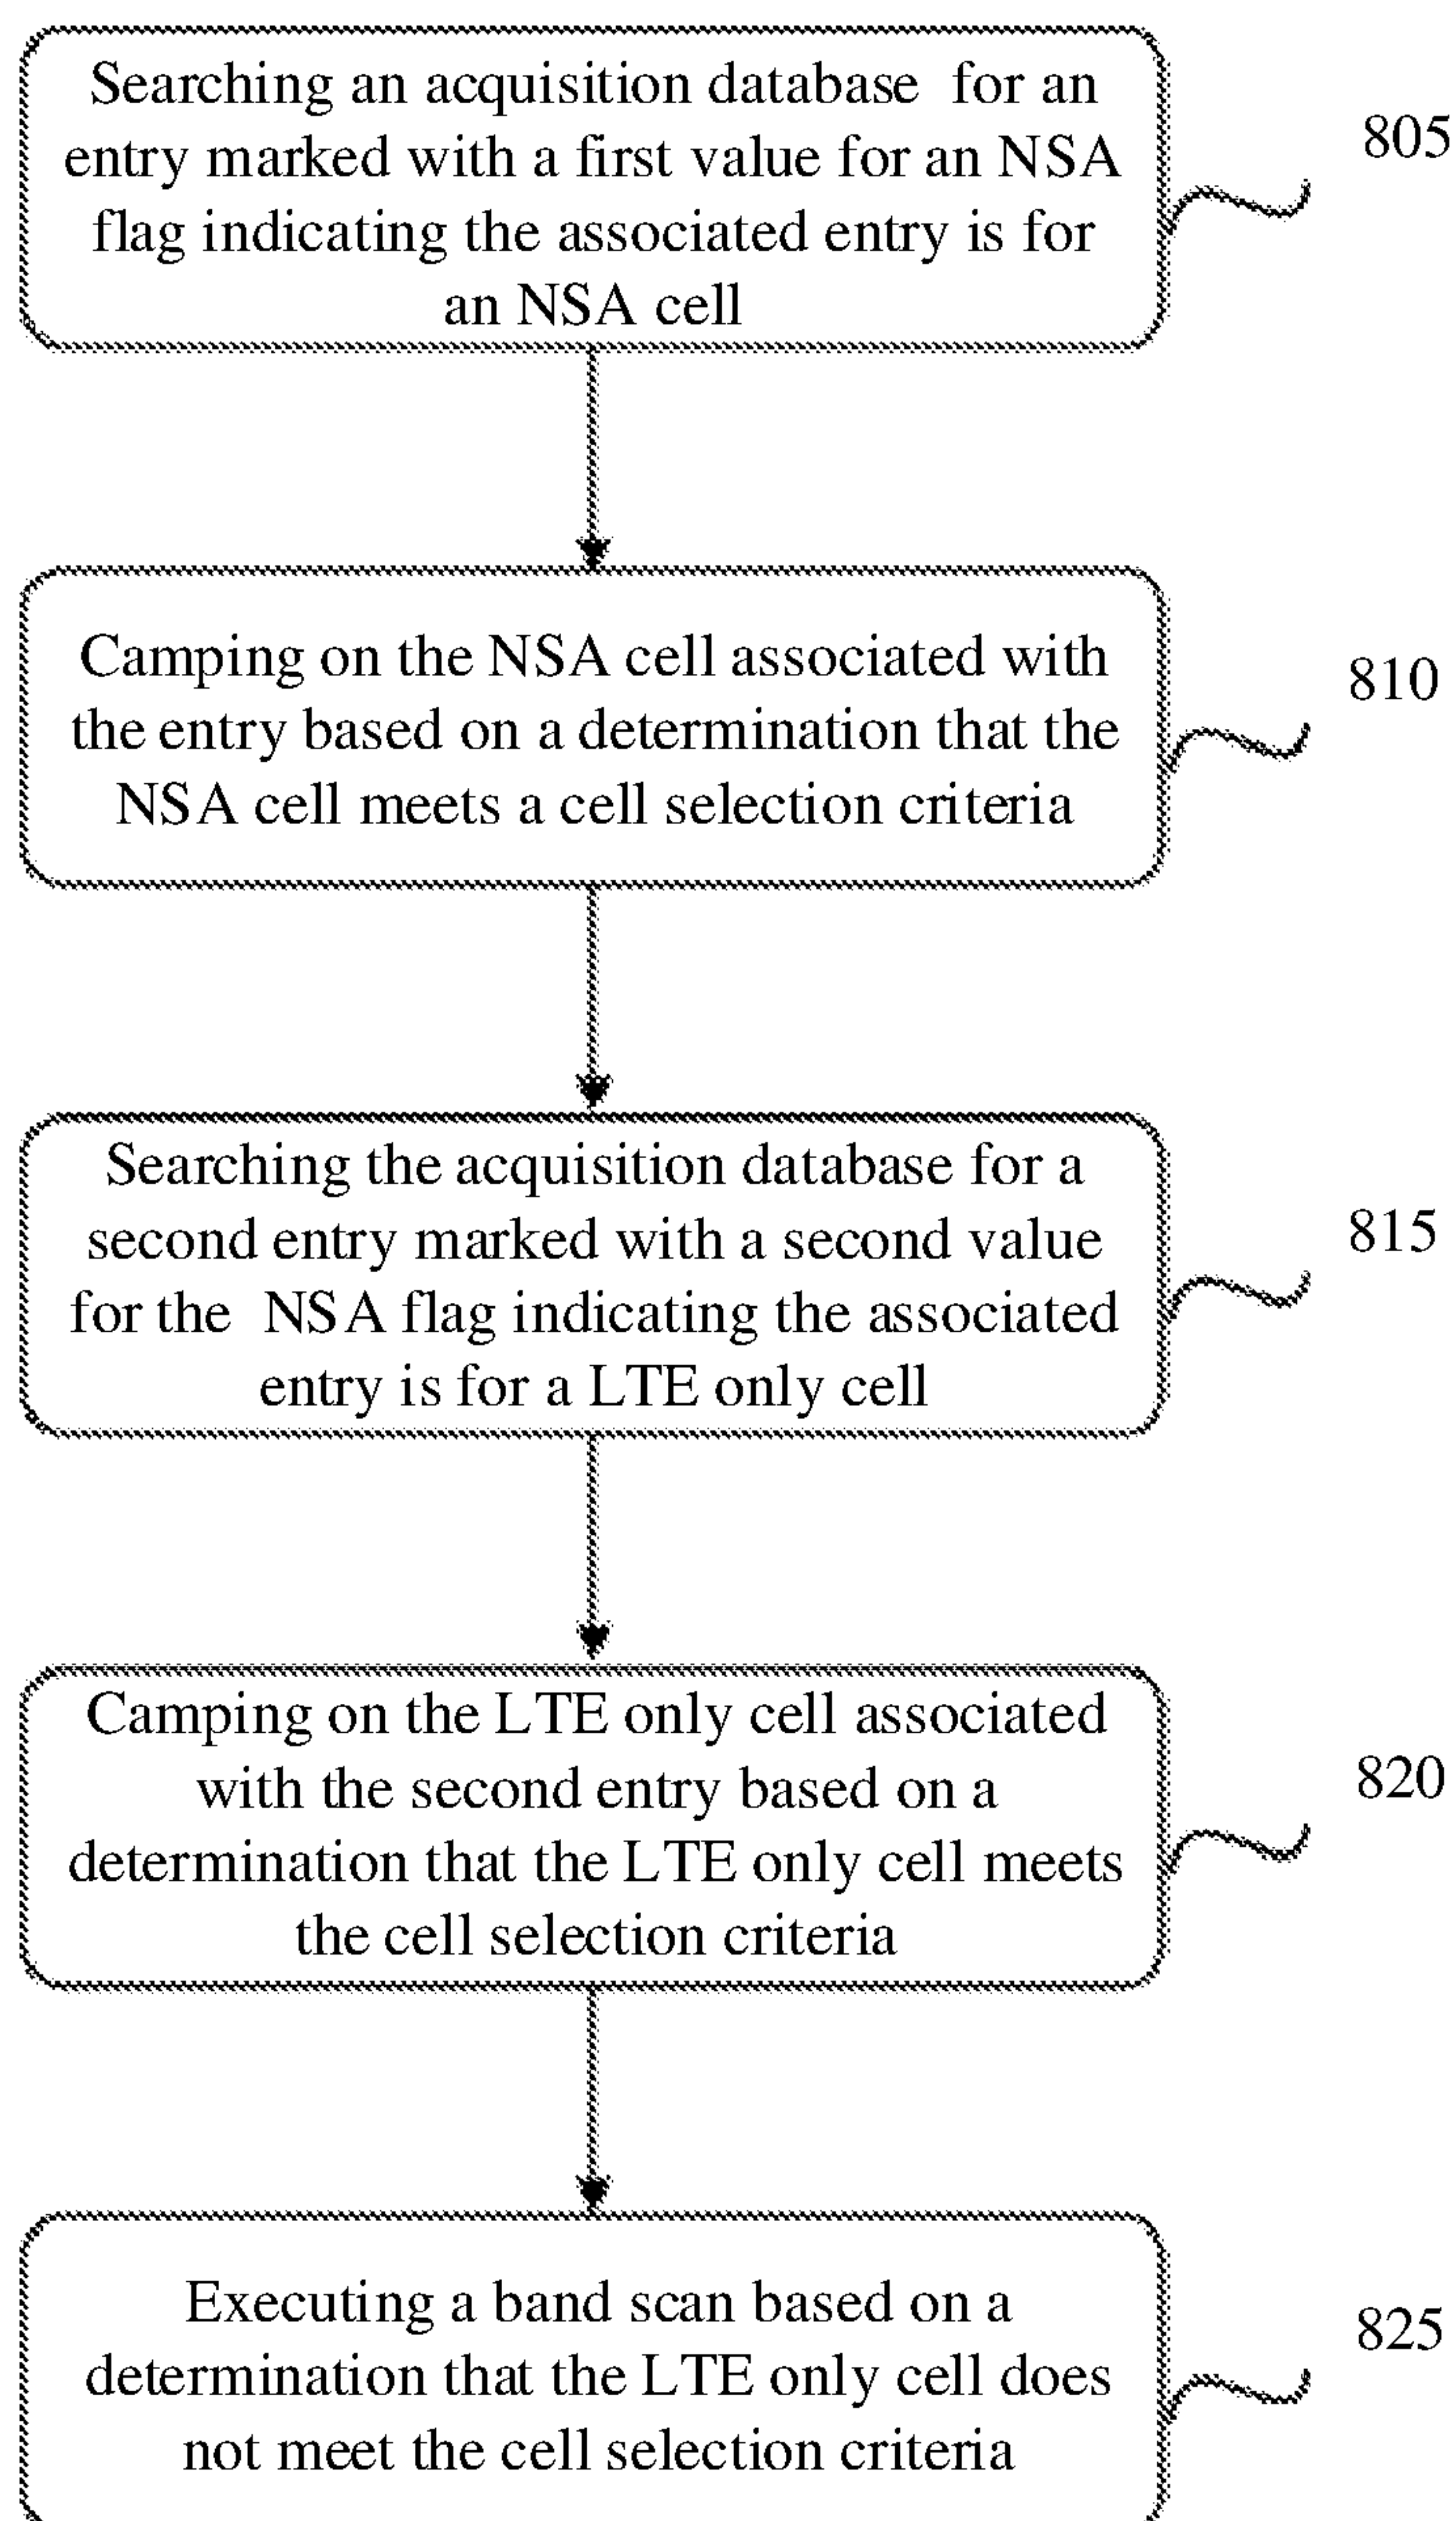 Searching an acquisition database for an
entry marked with a first value for an NSA
flag indicating the associated entry is for
an NSA cell
805
Camping on the NSA cell associated with
the entry based on a determination that the
NSA cell meets a cell selection criteria
810
Searching the acquisition database for a
second entry marked with a second value
for the NSA flag indicating the associated
entry is for a LTE only cell
815
Camping on the LTE only cell associated
with the second entry based on a
determination that the LTE only cell meets
the cell selection criteria
820
Executing a band scan based on a
determination that the LTE only cell does
not meet the cell selection criteria
825